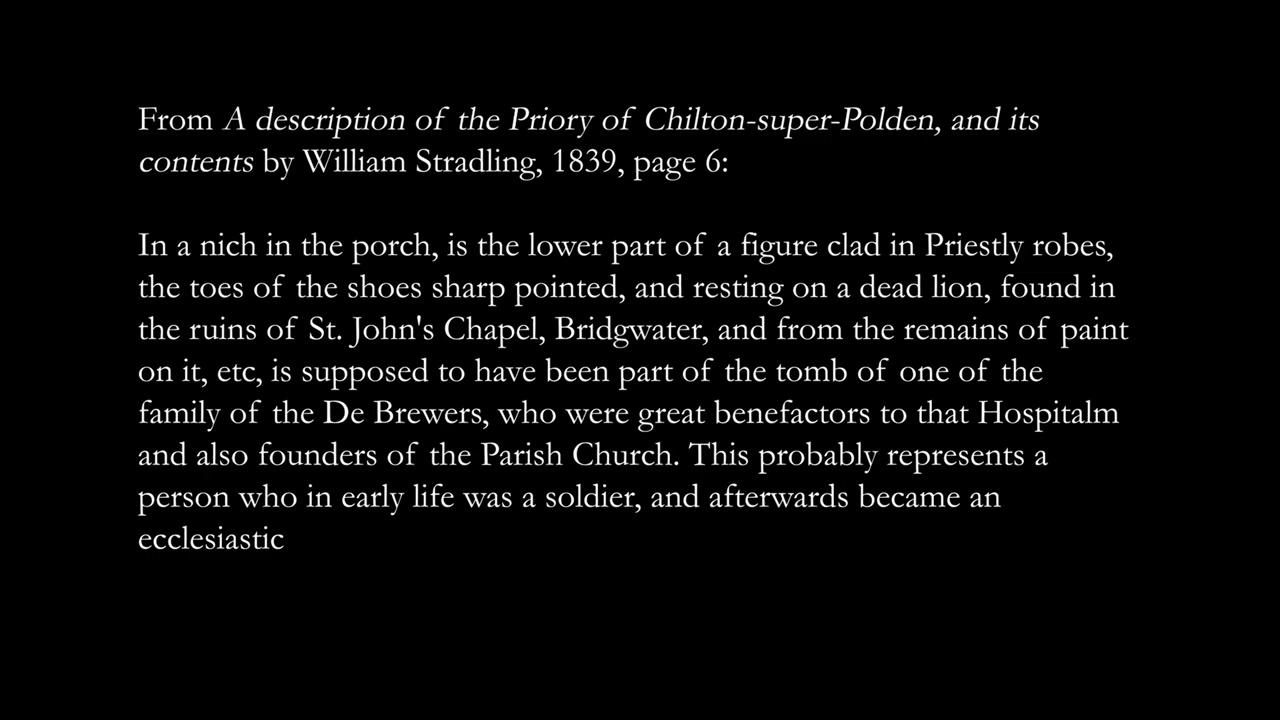 From A description of the Priory of Chilton-super-Polden, and its
contents by William Stradling, 1839, page 6:
In a nich in the porch, is the lower part of a figure clad in Priestly robes,
the toes of the shoes sharp pointed, and resting on a dead lion, found in
the ruins of St. John's Chapel, Bridgwater, and from the remains of paint
on it, etc, is supposed to have been part of the tomb of one of the
family of the De Brewers, who were great benefactors to that Hospitalm
and also founders of the Parish Church. This probably represents a
person who in early life was a soldier, and afterwards became an
ecclesiastic